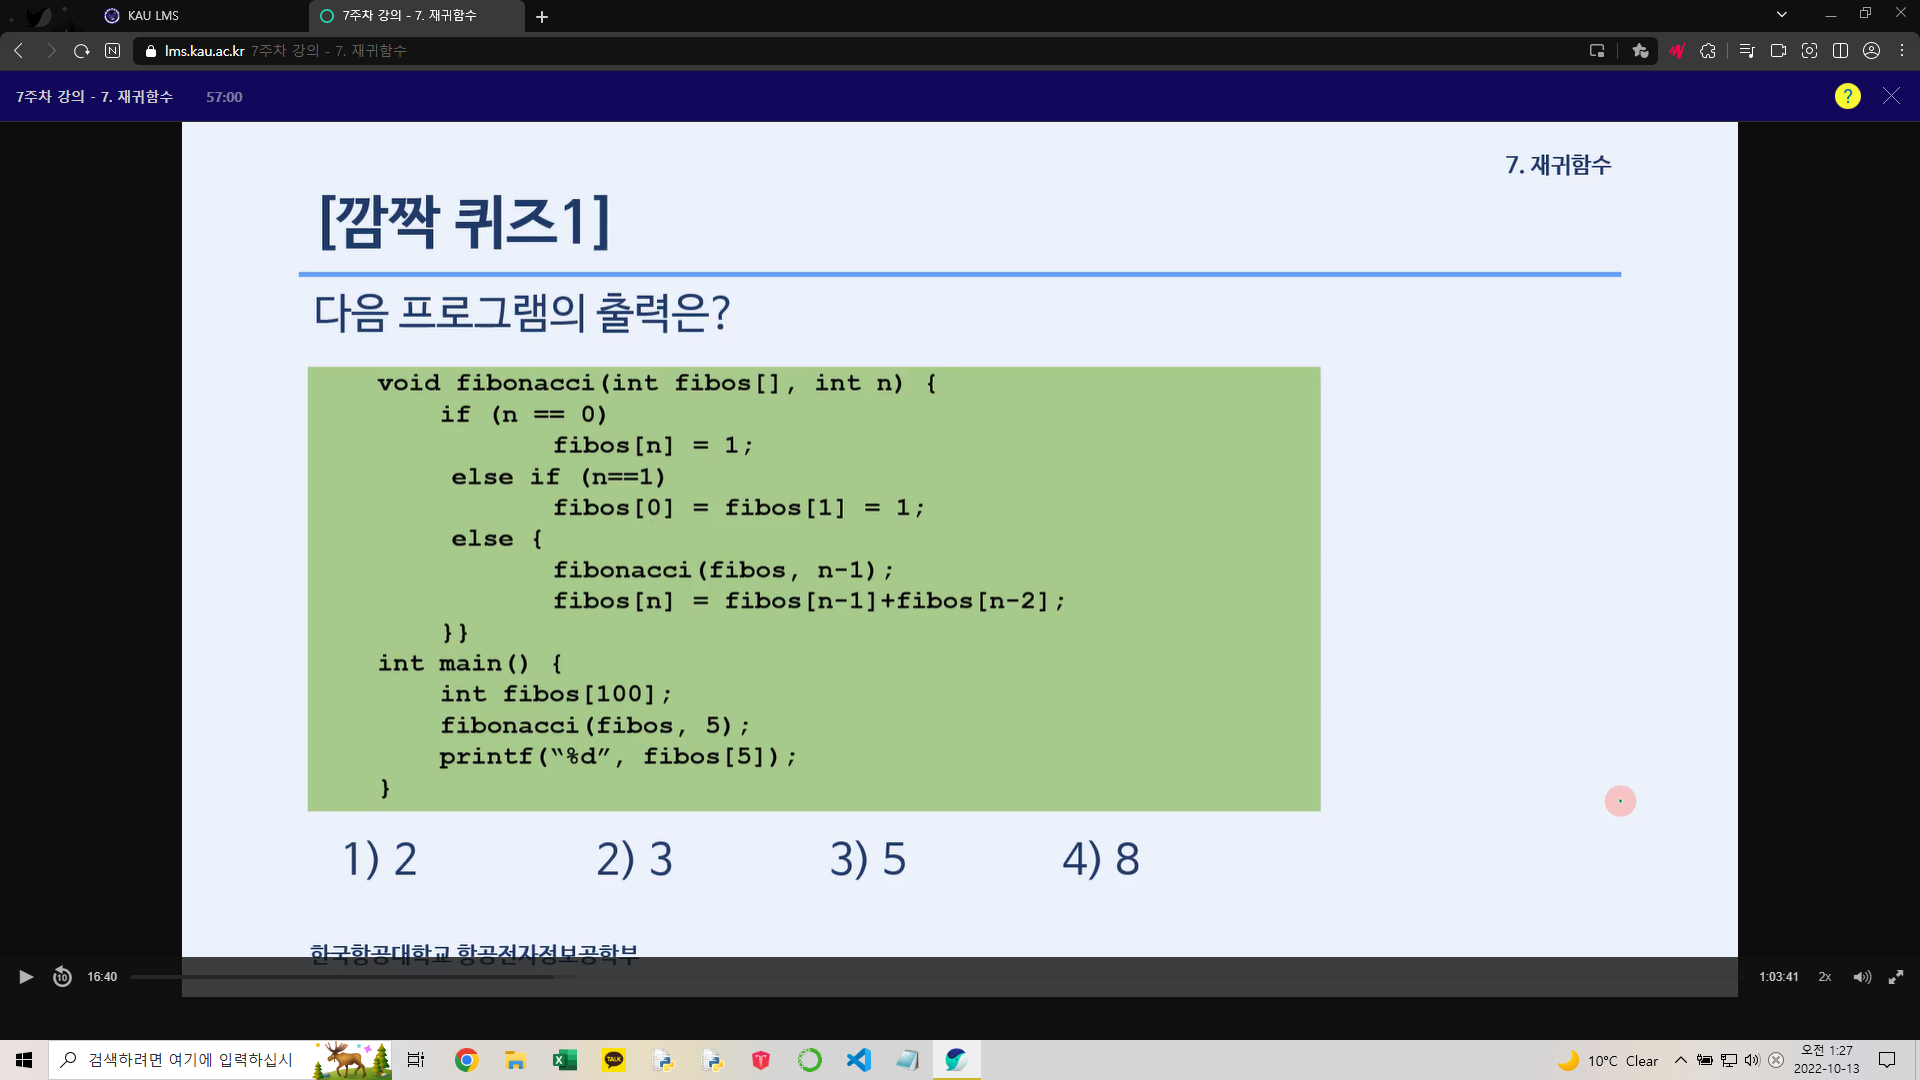 KAU LMS
7주차 강의 - 7. 재귀함수
lms.kau.ac.kr 7주차 강의 - 7. 재귀함수
7주차 강의 - 7. 재귀함수 57:00
?
7. 재귀함수
[깜짝 퀴즈1]
다음 프로그램의 출력은?
void fibonacci(int fibos[], int n) {
if (n == 0)
fibos[n] = 1;
else if (n==1)
fibos[0] = fibos[1] = 1;
else {
fibonacci(fibos, n-1);
fibos[n] = fibos[n-1]+fibos[n-2];
}}
int main() {
int fibos[100];
fibonacci(fibos, 5);
printf(“%d”, fibos[5]);
}
1) 2 2) 3 3) 5 4) 8
한국항공대학교 항공전자정보공학부
10 16:40 1:03:41 2x
검색하려면 여기에 입력하십시
TALK
10°C Clear
오전 1:27
2022-10-13